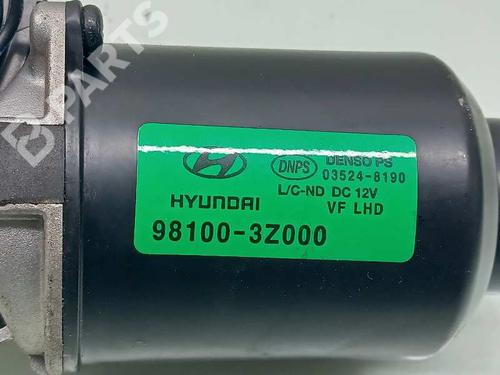 B PARTS
DNPS
DENSO PS
03524-8190
HYUNDAI
L/C-ND DC 12V
VF LHD
98100-3Z000